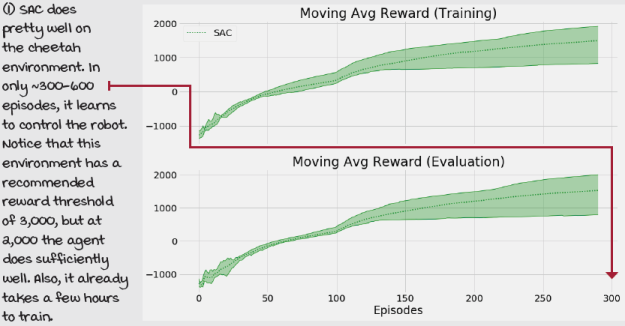 ① SAC does
pretty well on
the cheetah
environment. In
only ~300-600
episodes, it learns
to control the robot.
Notice that this
environment has a
recommended
reward threshold
of 3,000, but at
2,000 the agent
does sufficiently
well. Also, it already
takes a few hours
to train.
Moving Avg Reward (Training)
SAC
2000
1000
0
−1000
Moving Avg Reward (Evaluation)
2000
1000
0
−1000
0 50 100 150 200 250 300
Episodes